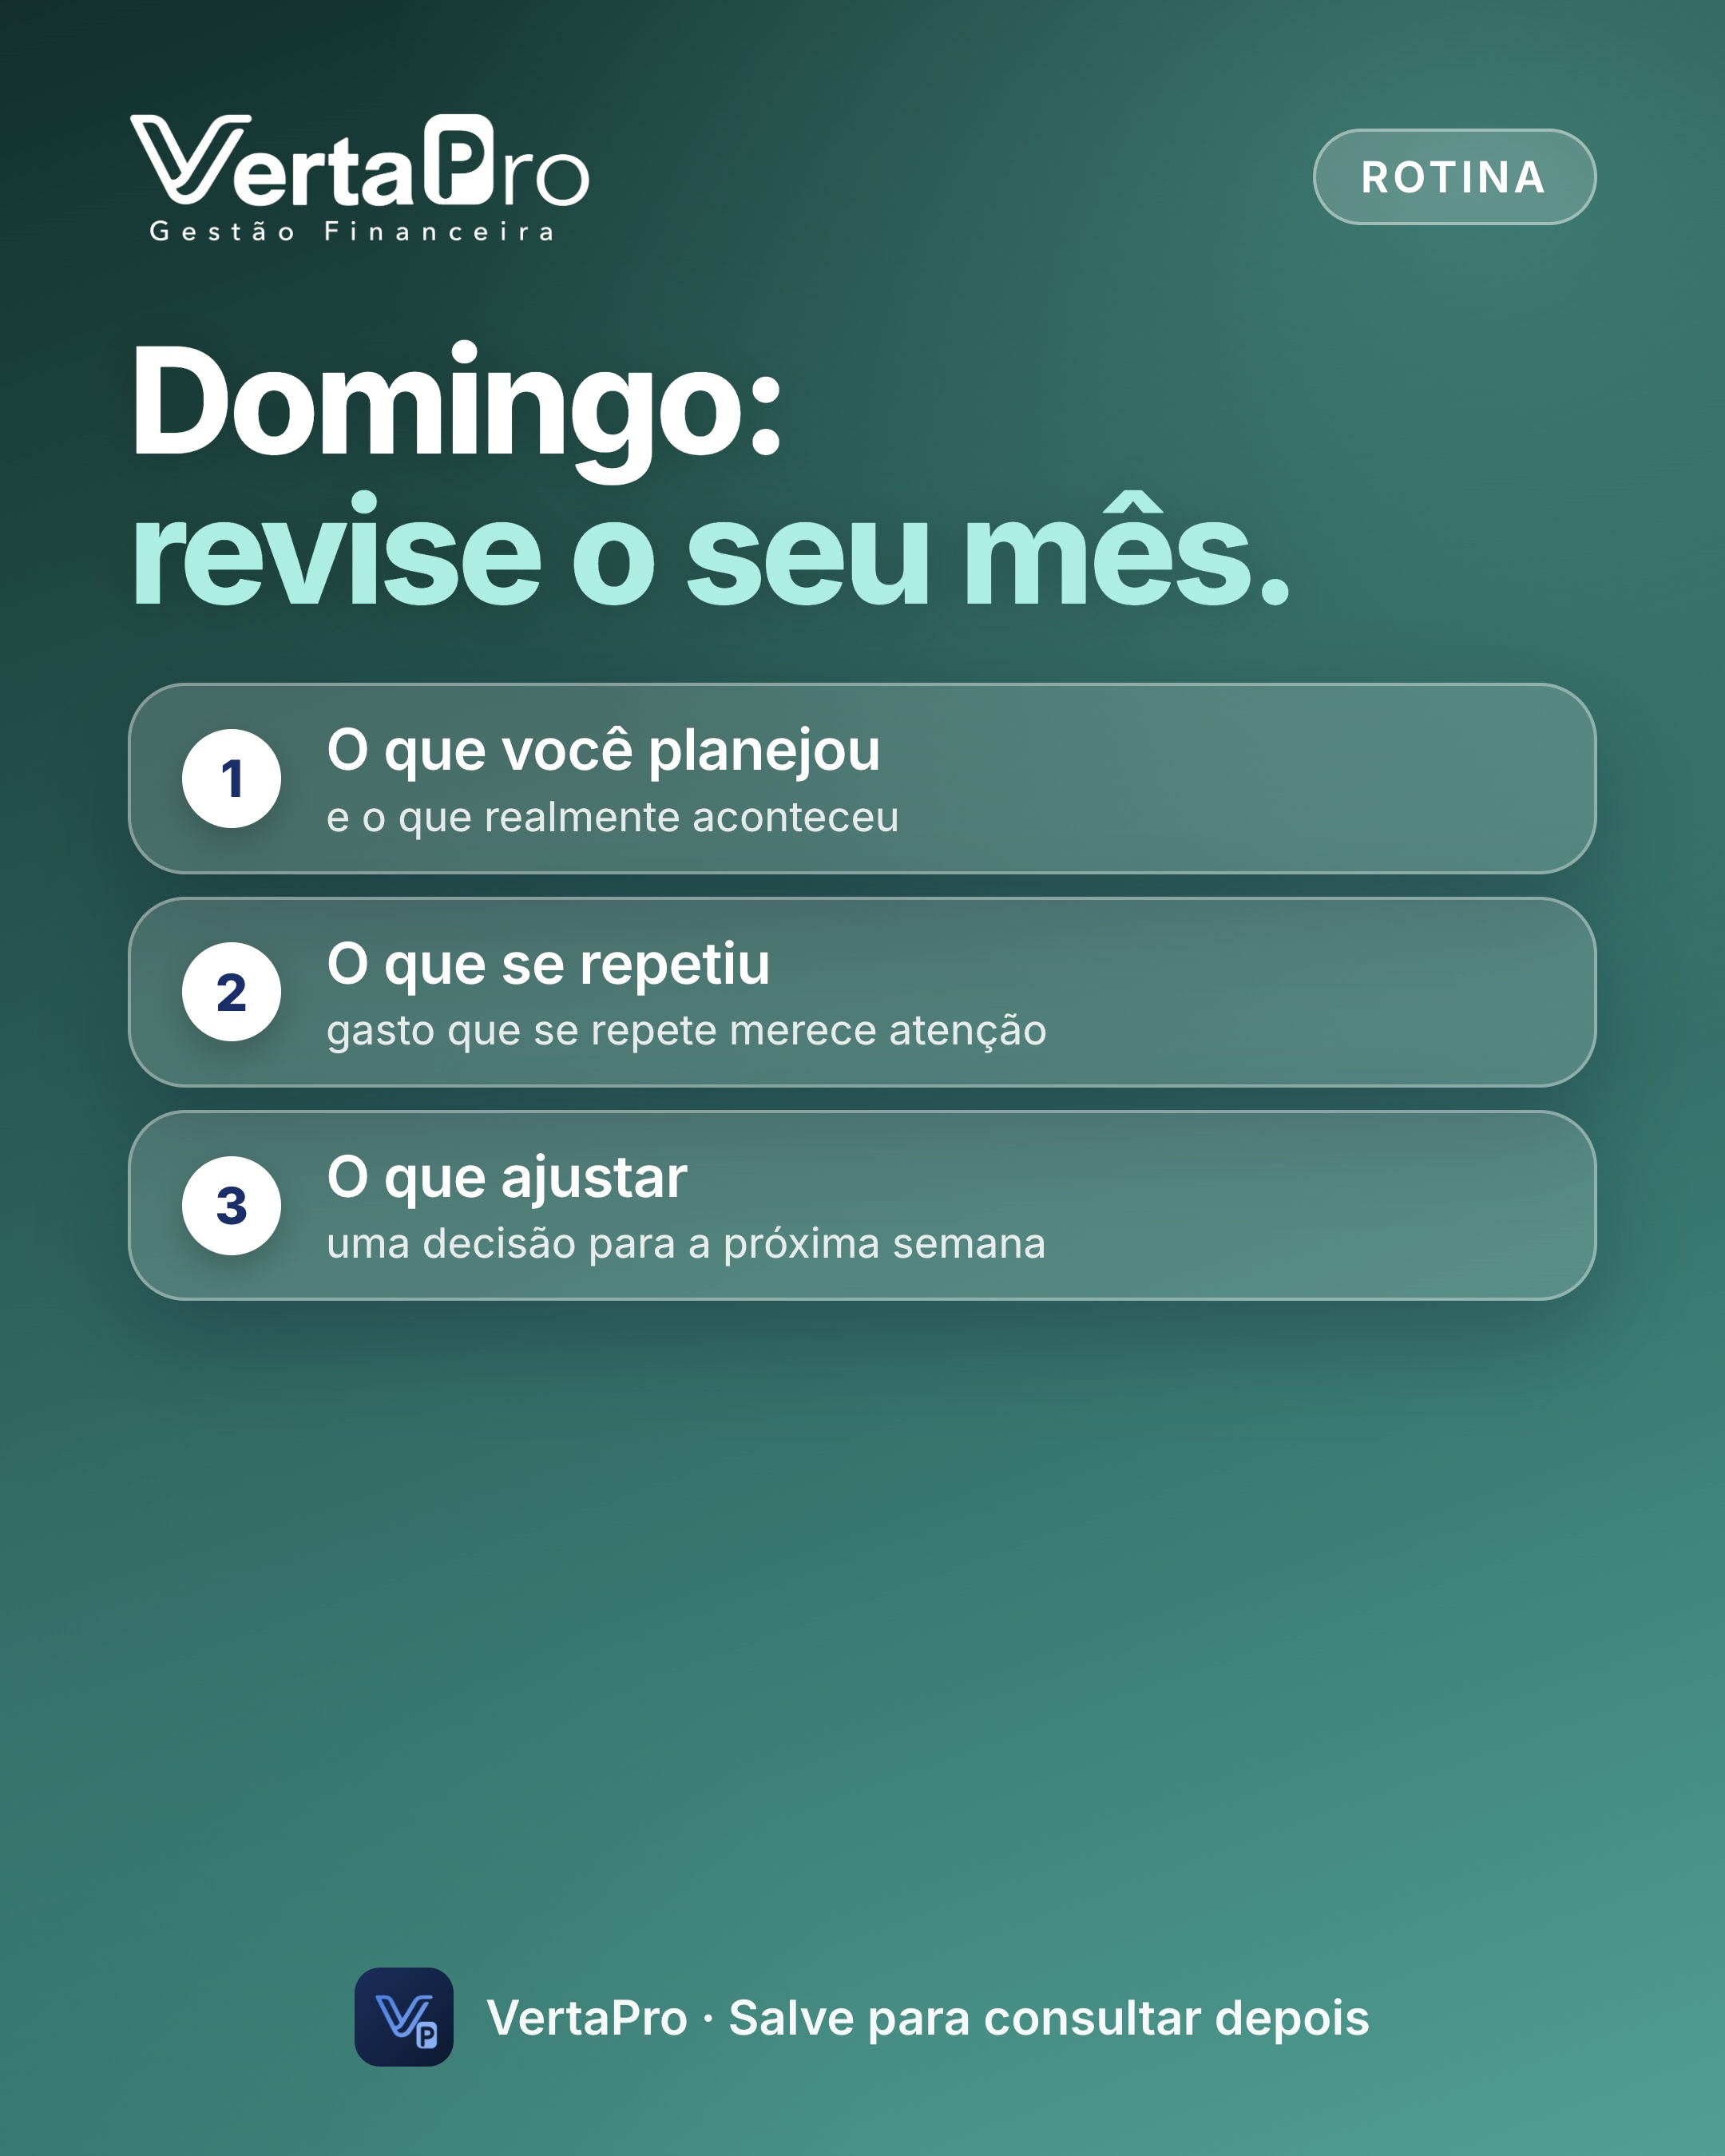 VertaPro
Gestão Financeira
ROTINA
Domingo:
revise o seu mês.
1
O que você planejou
e o que realmente aconteceu
2
O que se repetiu
gasto que se repete merece atenção
3
O que ajustar
uma decisão para a próxima semana
VP
VertaPro · Salve para consultar depois